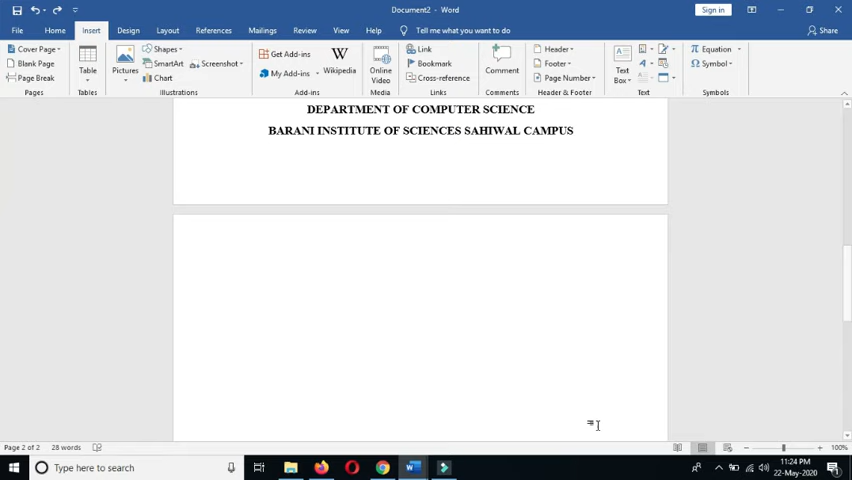 Document2 - Word
Sign in
File Home Insert Design Layout References Mailings Review View Help Tell me what you want to do Share
Cover Page
Blank Page
Page Break
Pages
Table
Tables
Pictures
Shapes
SmartArt
Chart
Screenshot
Illustrations
Get Add-ins
My Add-ins
Wikipedia
Add-ins
Online Video
Media
Link
Bookmark
Cross-reference
Links
Comment
Comments
Header
Footer
Page Number
Header & Footer
Text Box
Text
Equation
Symbol
Symbols
DEPARTMENT OF COMPUTER SCIENCE
BARANI INSTITUTE OF SCIENCES SAHIWAL CAMPUS
Page 2 of 2 28 words 100%
Type here to search
11:24 PM
22-May-2020